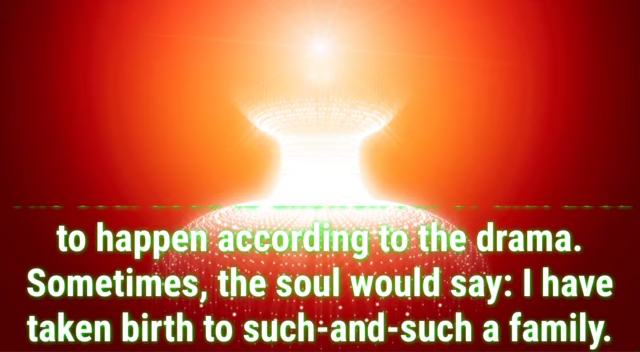 to happen according to the drama.
Sometimes, the soul would say: I have
taken birth to such-and-such a family.